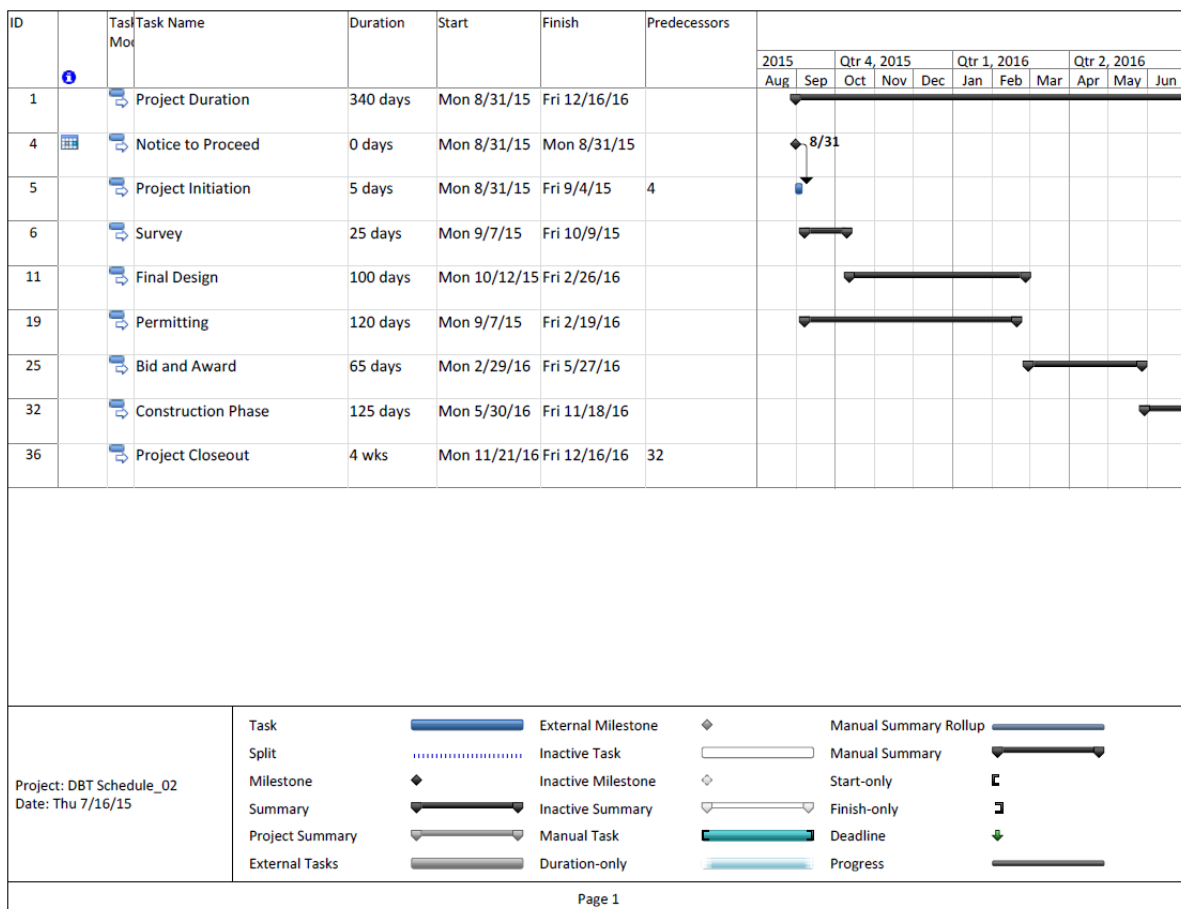 ID Task Mod Task Name Duration Start Finish Predecessors
2015 Qtr 4, 2015 Qtr 1, 2016 Qtr 2, 2016
Aug Sep Oct Nov Dec Jan Feb Mar Apr May Jun
1 Project Duration 340 days Mon 8/31/15 Fri 12/16/16
4 Notice to Proceed 0 days Mon 8/31/15 Mon 8/31/15 8/31
5 Project Initiation 5 days Mon 8/31/15 Fri 9/4/15 4
6 Survey 25 days Mon 9/7/15 Fri 10/9/15
11 Final Design 100 days Mon 10/12/15 Fri 2/26/16
19 Permitting 120 days Mon 9/7/15 Fri 2/19/16
25 Bid and Award 65 days Mon 2/29/16 Fri 5/27/16
32 Construction Phase 125 days Mon 5/30/16 Fri 11/18/16
36 Project Closeout 4 wks Mon 11/21/16 Fri 12/16/16 32
Project: DBT Schedule_02
Date: Thu 7/16/15
Task External Milestone Manual Summary Rollup
Split Inactive Task Manual Summary
Milestone Inactive Milestone Start-only
Summary Inactive Summary Finish-only
Project Summary Manual Task Deadline
External Tasks Duration-only Progress
Page 1